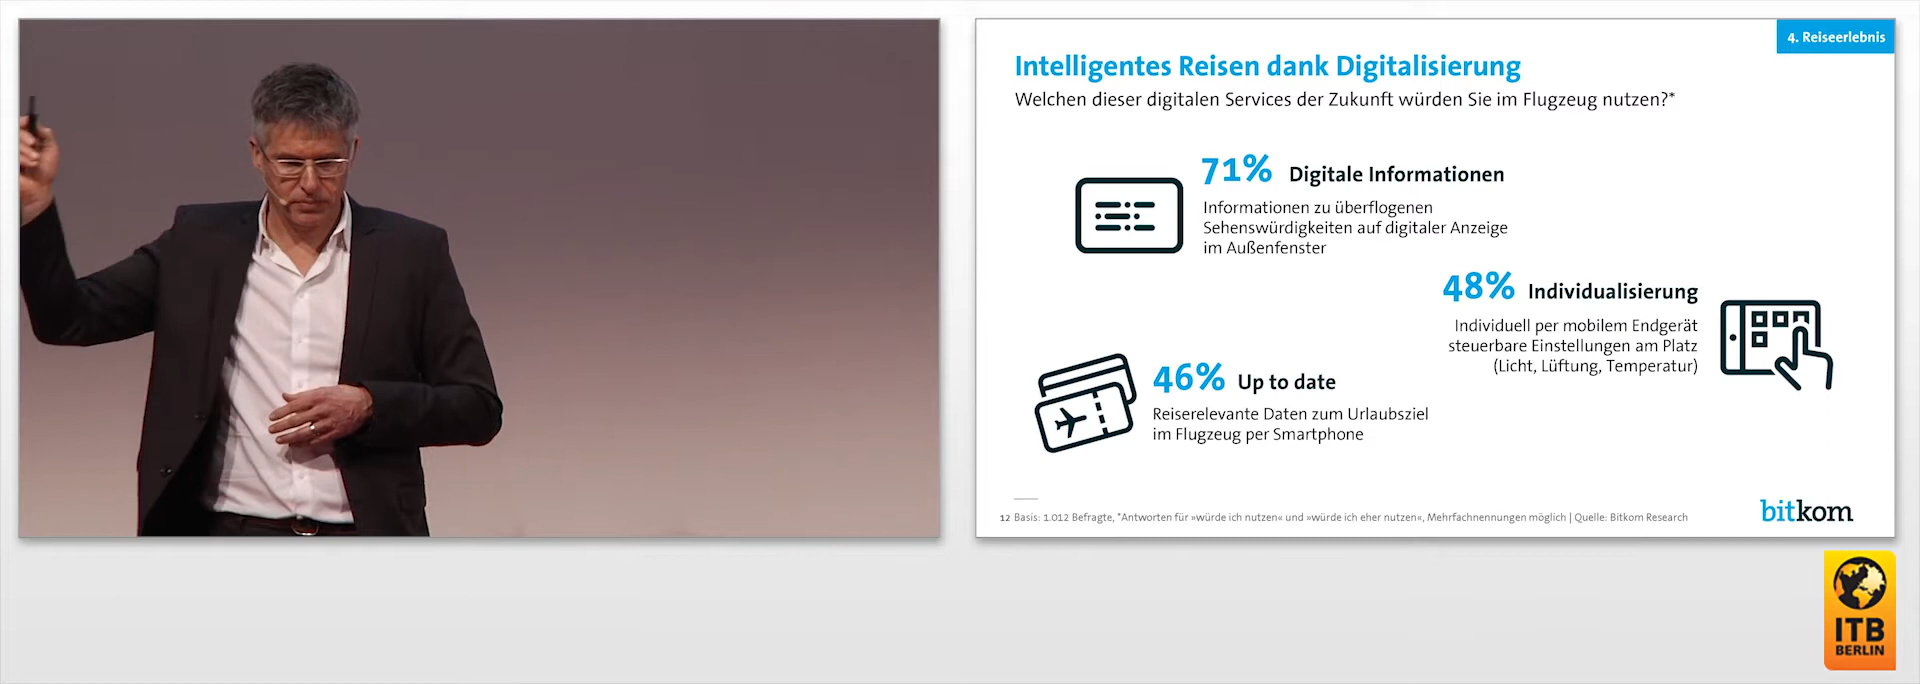 4. Reiseerlebnis
Intelligentes Reisen dank Digitalisierung
Welchen dieser digitalen Services der Zukunft würden Sie im Flugzeug nutzen?*
71% Digitale Informationen
Informationen zu überflogenen
Sehenswürdigkeiten auf digitaler Anzeige
im Außenfenster
48% Individualisierung
Individuell per mobilem Endgerät
steuerbare Einstellungen am Platz
(Licht, Lüftung, Temperatur)
46% Up to date
Reiserelevante Daten zum Urlaubsziel
im Flugzeug per Smartphone
12 Basis: 1.012 Befragte, *Antworten für »würde ich nutzen« und »würde ich eher nutzen«, Mehrfachnennungen möglich | Quelle: Bitkom Research
bitkom
ITB
BERLIN